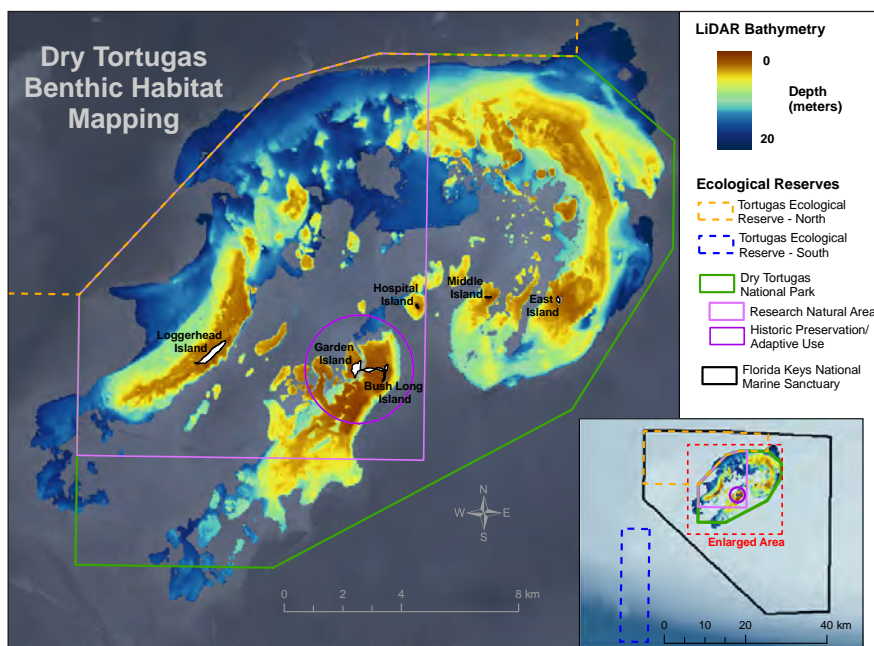 Dry Tortugas
Benthic Habitat
Mapping
Loggerhead
Island
Garden
Island
Bush Long
Island
Hospital
Island
Middle
Island
East
Island
N
W E
S
0 2 4 8 km
LiDAR Bathymetry
0
Depth
(meters)
20
Ecological Reserves
Tortugas Ecological
Reserve - North
Tortugas Ecological
Reserve - South
Dry Tortugas
National Park
Research Natural Area
Historic Preservation/
Adaptive Use
Florida Keys National
Marine Sanctuary
Enlarged Area
0 10 20 40 km